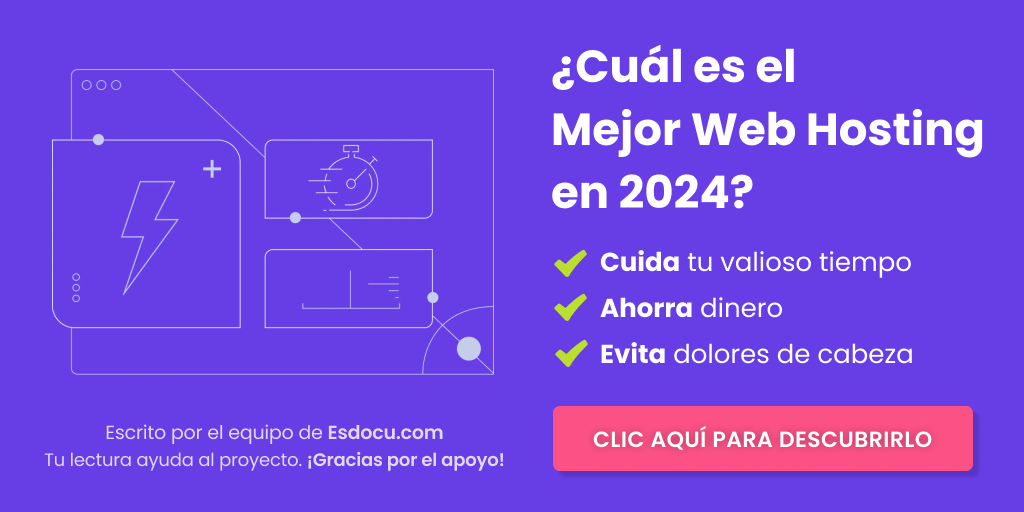 ¿Cuál es el
Mejor Web Hosting
en 2024?
Cuida tu valioso tiempo
Ahorra dinero
Evita dolores de cabeza
CLIC AQUÍ PARA DESCUBRIRLO
Escrito por el equipo de Esdocu.com
Tu lectura ayuda al proyecto. ¡Gracias por el apoyo!